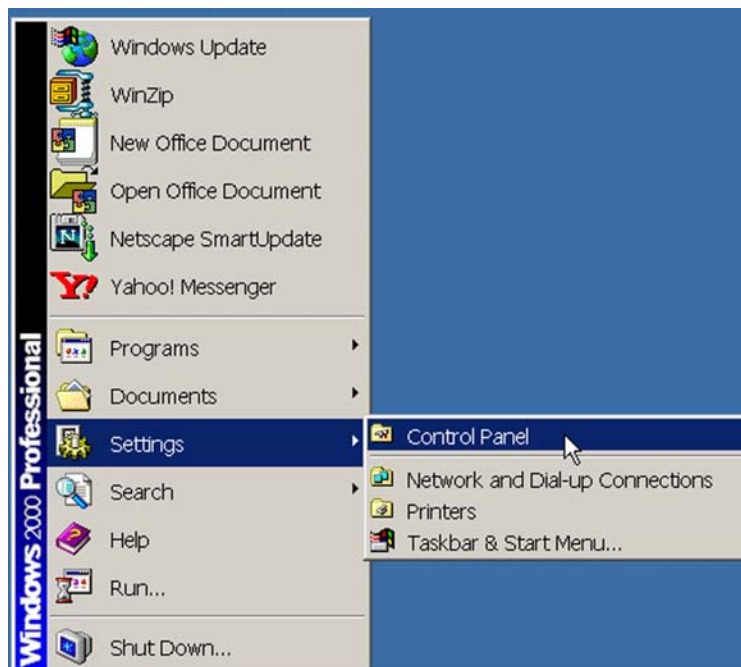 Windows Update
WinZip
New Office Document
Open Office Document
Netscape SmartUpdate
Yahoo! Messenger
Programs
Documents
Settings
Search
Help
Run...
Shut Down...
Control Panel
Network and Dial-up Connections
Printers
Taskbar & Start Menu...
Windows 2000 Professional